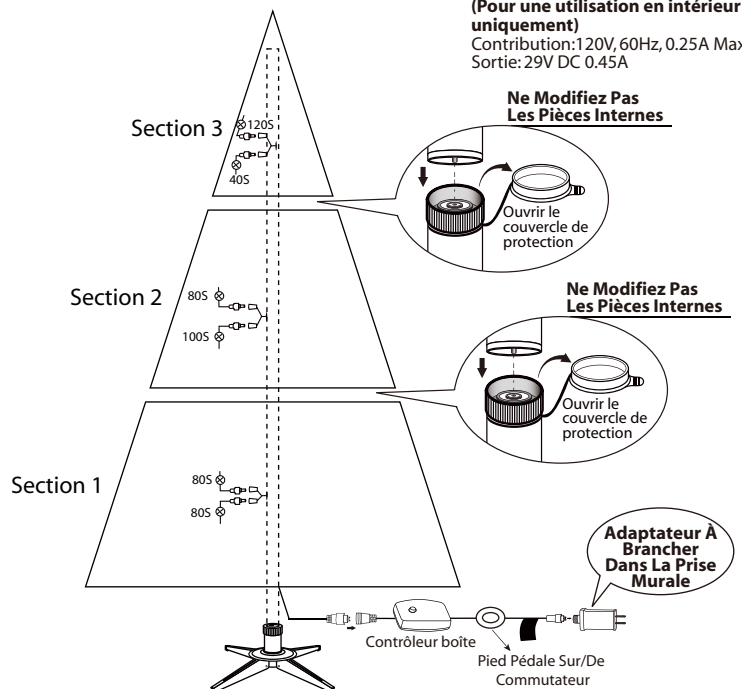 (Pour une utilisation en intérieur
uniquement)
Contribution:120V, 60Hz, 0.25A Max
Sortie: 29V DC 0.45A
Ne Modifiez Pas
Les Pièces Internes
Section 3
120S
40S
Ouvrir le
couvercle de
protection
Ne Modifiez Pas
Les Pièces Internes
Section 2
80S
100S
Ouvrir le
couvercle de
protection
Section 1
80S
80S
Adaptateur À
Brancher
Dans La Prise
Murale
Contrôleur boîte
Pied Pédale Sur/De
Commutateur